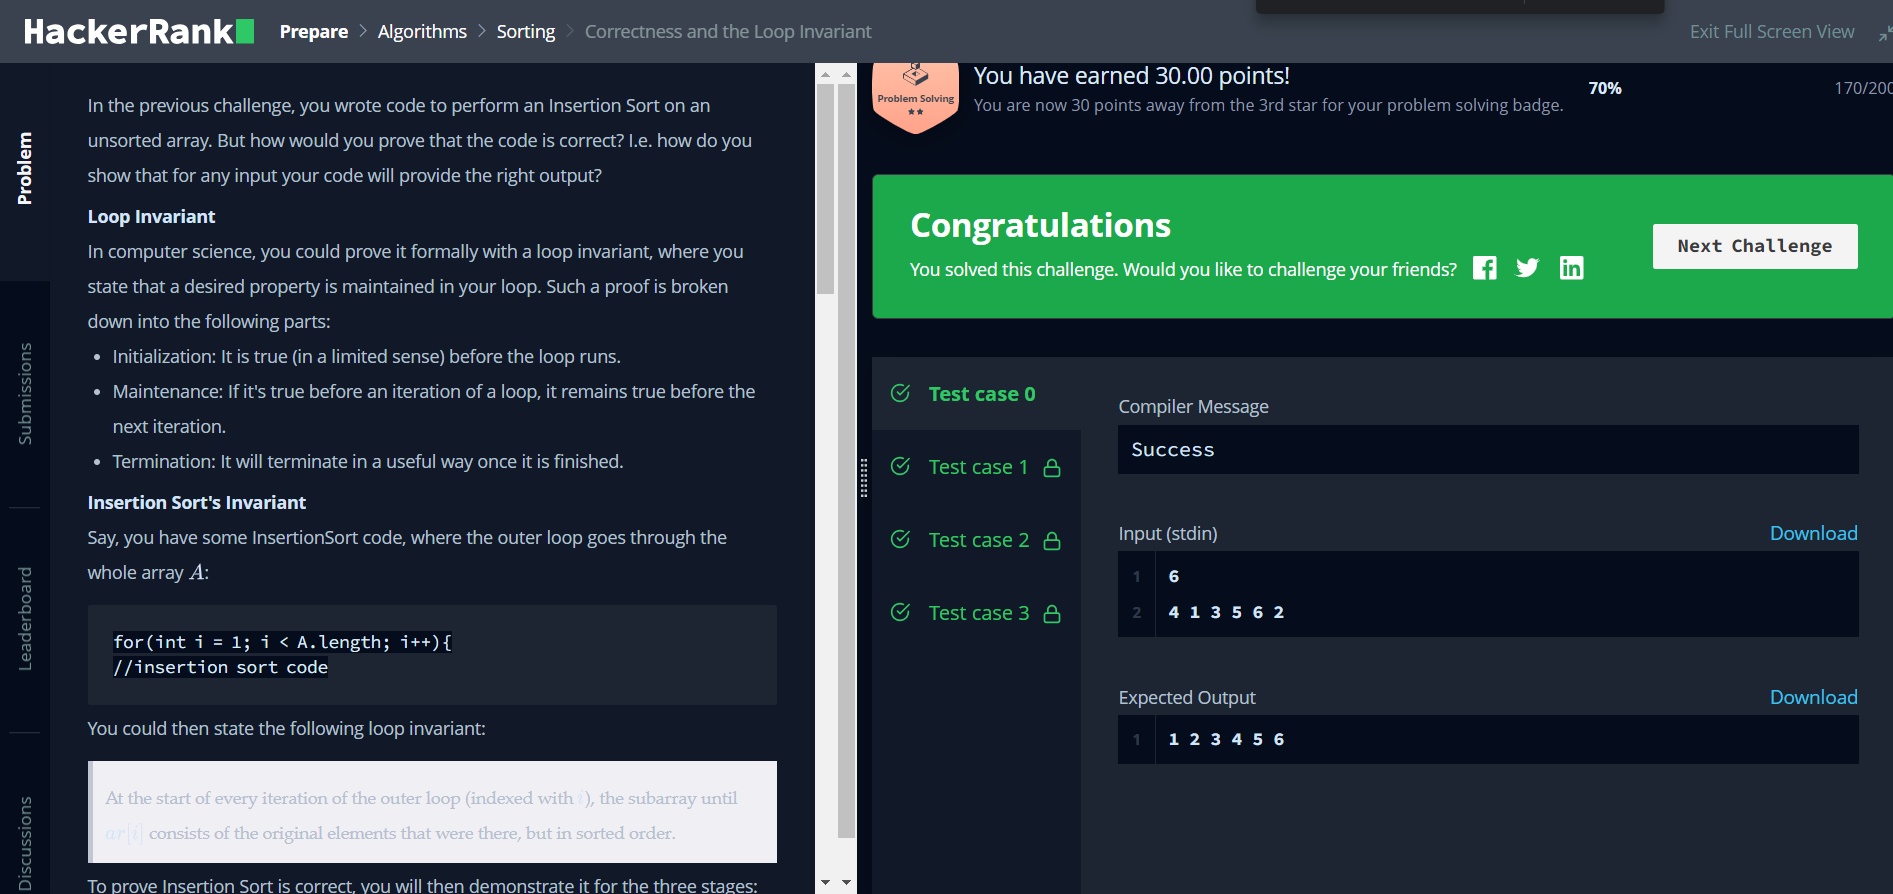 HackerRank
Prepare > Algorithms > Sorting > Correctness and the Loop Invariant
Exit Full Screen View
Problem
Submissions
Leaderboard
Discussions
In the previous challenge, you wrote code to perform an Insertion Sort on an
unsorted array. But how would you prove that the code is correct? I.e. how do you
show that for any input your code will provide the right output?
Loop Invariant
In computer science, you could prove it formally with a loop invariant, where you
state that a desired property is maintained in your loop. Such a proof is broken
down into the following parts:
• Initialization: It is true (in a limited sense) before the loop runs.
• Maintenance: If it's true before an iteration of a loop, it remains true before the
next iteration.
• Termination: It will terminate in a useful way once it is finished.
Insertion Sort's Invariant
Say, you have some InsertionSort code, where the outer loop goes through the
whole array A:
for(int i = 1; i < A.length; i++){
//insertion sort code
You could then state the following loop invariant:
At the start of every iteration of the outer loop (indexed with i), the subarray until
ar[i] consists of the original elements that were there, but in sorted order.
To prove Insertion Sort is correct, you will then demonstrate it for the three stages:
Problem Solving
You have earned 30.00 points!
You are now 30 points away from the 3rd star for your problem solving badge.
70%
170/200
Congratulations
You solved this challenge. Would you like to challenge your friends?
Next Challenge
Test case 0
Test case 1
Test case 2
Test case 3
Compiler Message
Success
Input (stdin)
Download
1 6
2 4 1 3 5 6 2
Expected Output
Download
1 1 2 3 4 5 6